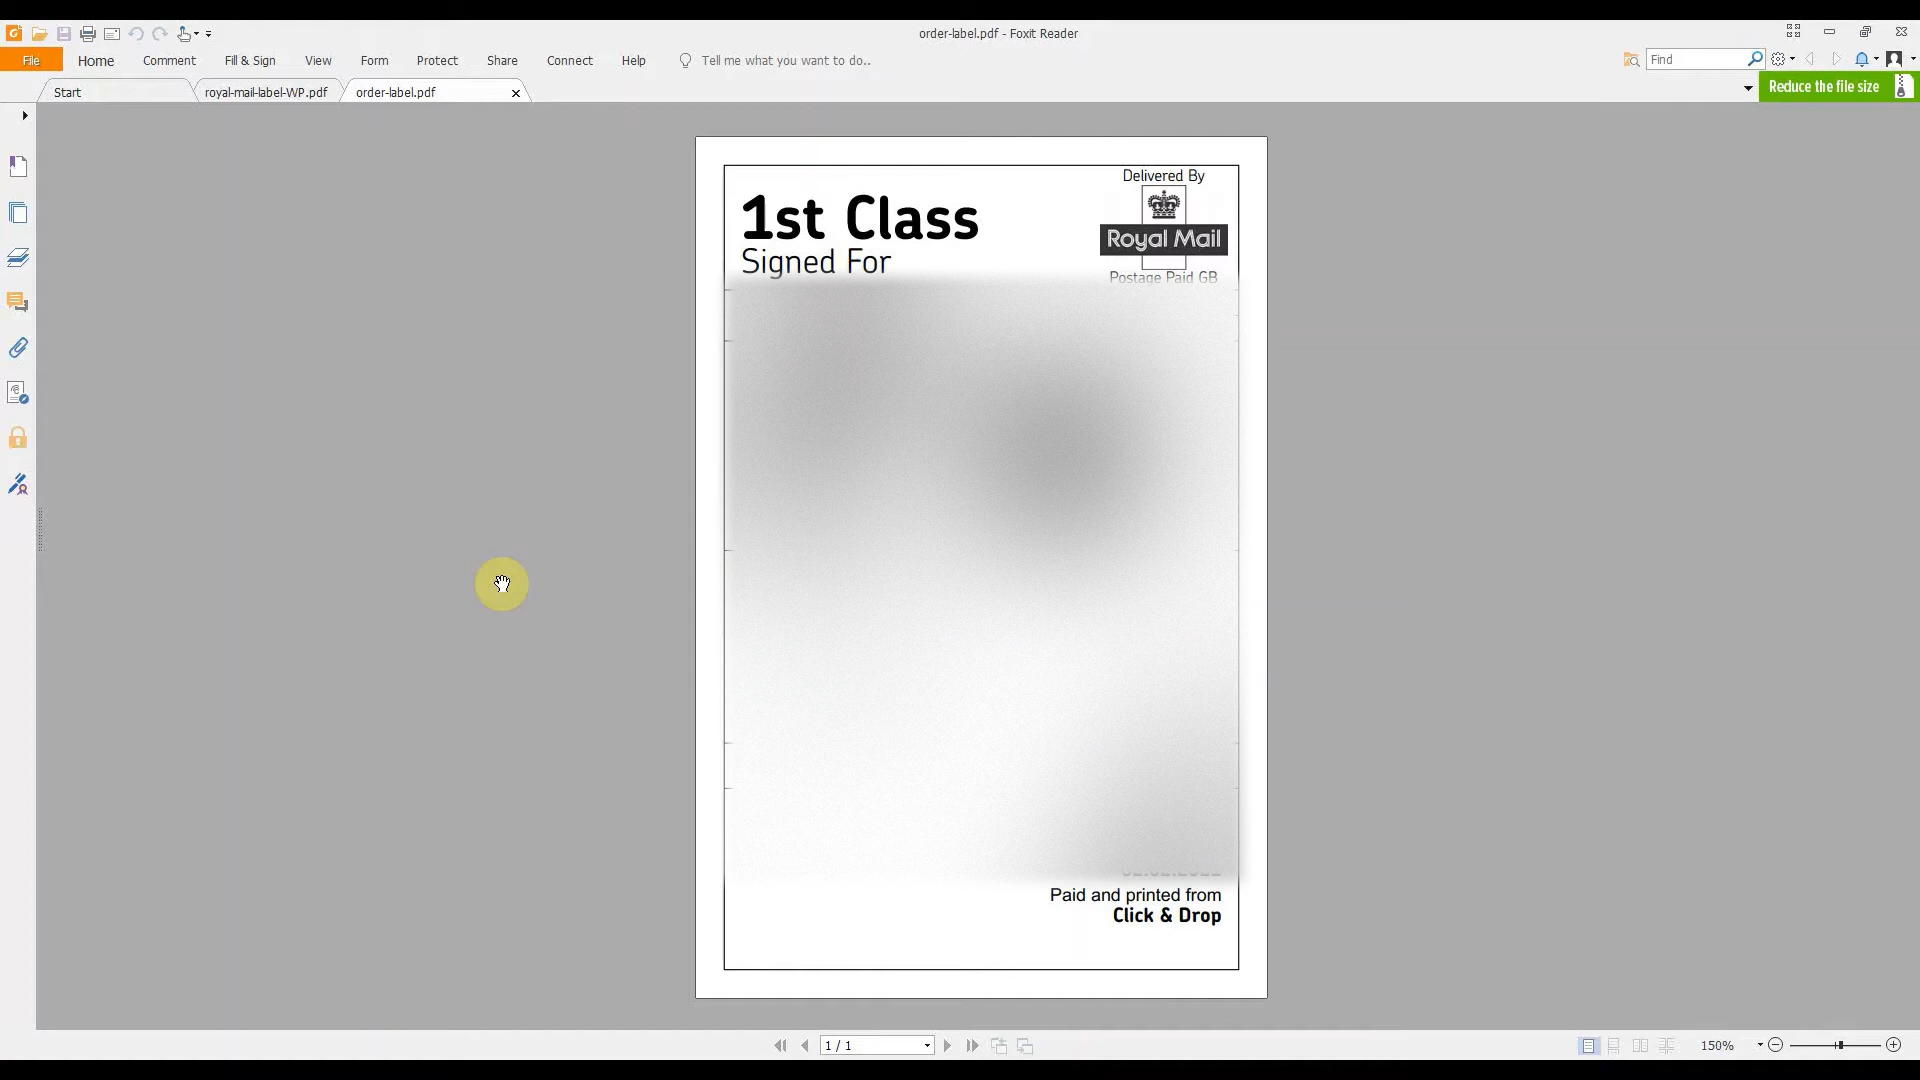 order-label.pdf - Foxit Reader
File Home Comment Fill & Sign View Form Protect Share Connect Help Tell me what you want to do.. Find
Start royal-mail-label-WP.pdf order-label.pdf Reduce the file size
Delivered By
1st Class
Royal Mail
Signed For
Postage Paid GB
Paid and printed from
Click & Drop
1 / 1 150%